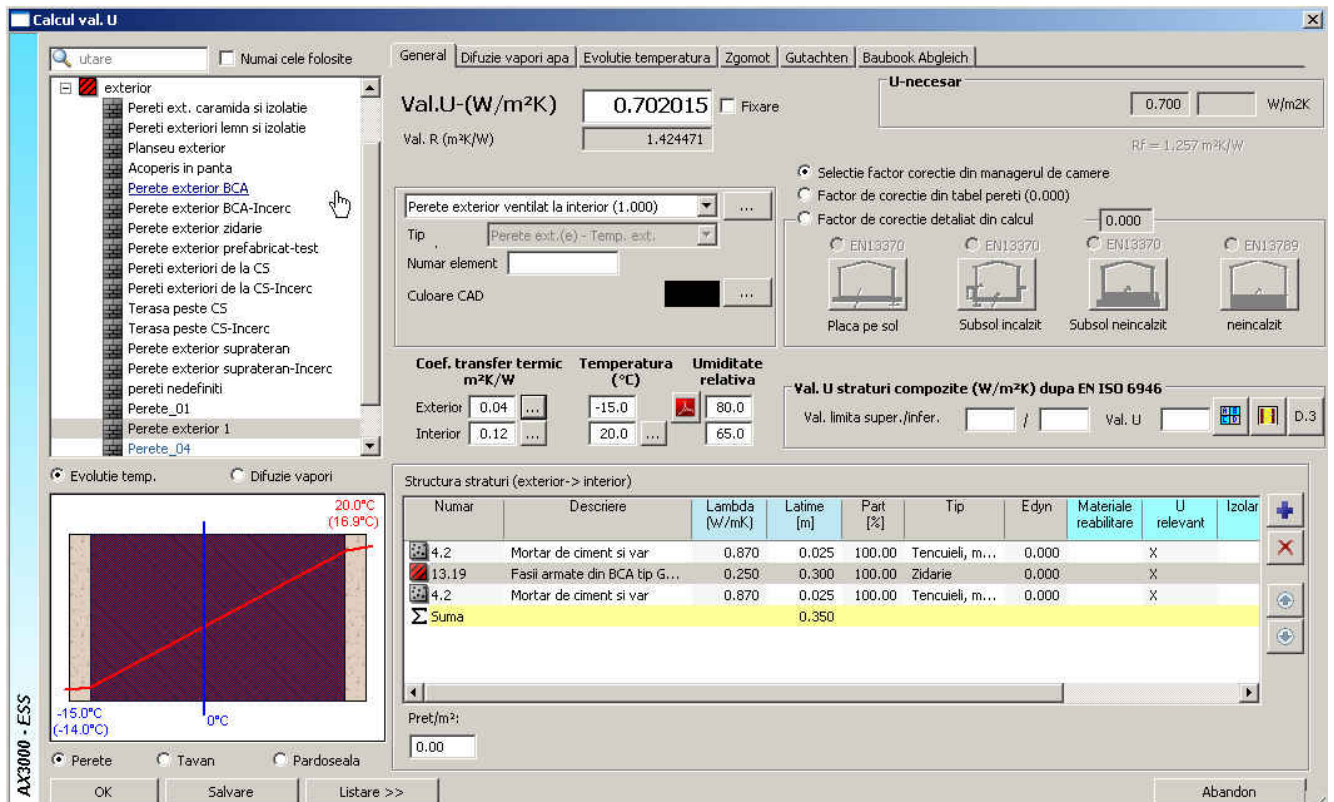 Calcul val. U
utare
Numai cele folosite
exterior
Pereti ext. caramida si izolatie
Pereti exteriori lemn si izolatie
Planseu exterior
Acoperis in panta
Perete exterior BCA
Perete exterior BCA-Incerc
Perete exterior zidarie
Perete exterior prefabricat-test
Pereti exteriori de la CS
Pereti exteriori de la CS-Incerc
Terasa peste CS
Terasa peste CS-Incerc
Perete exterior suprateran
Perete exterior suprateran-Incerc
pereti nedefiniti
Perete_01
Perete exterior 1
Perete_04
Evolutie temp. Difuzie vapori
20.0°C
(16.9°C)
-15.0°C
(-14.0°C)
0°C
Perete Tavan Pardoseala
OK Salvare Listare >>
AX3000 - ESS
General Difuzie vapori apa Evolutie temperatura Zgomot Gutachten Baubook Abgleich
Val.U-(W/m²K) 0.702015 Fixare
Val. R (m²K/W) 1.424471
U-necesar
0.700 W/m2K
Rf = 1.257 m²K/W
Perete exterior ventilat la interior (1.000) ...
Tip Perete ext.(e) - Temp. ext.
Numar element
Culoare CAD ...
Selectie factor corectie din managerul de camere
Factor de corectie din tabel pereti (0.000)
Factor de corectie detaliat din calcul 0.000
EN13370 EN13370 EN13370 EN13789
Placa pe sol Subsol incalzit Subsol neincalzit neincalzit
Coef. transfer termic Temperatura Umiditate
m²K/W (°C) relativa
Exterior 0.04 ... -15.0 80.0
Interior 0.12 ... 20.0 ... 65.0
Val. U straturi compozite (W/m²K) dupa EN ISO 6946
Val. limita super./infer. / Val. U D.3
Structura straturi (exterior-> interior)
Numar Descriere Lambda Latime Part Tip Edyn Materiale U Izolar
(W/mK) [m] [%] reabilitare relevant
4.2 Mortar de ciment si var 0.870 0.025 100.00 Tencuieli, m... 0.000 X
13.19 Fasii armate din BCA tip G... 0.250 0.300 100.00 Zidarie 0.000 X
4.2 Mortar de ciment si var 0.870 0.025 100.00 Tencuieli, m... 0.000 X
Σ Suma 0.350
Pret/m²:
0.00
Abandon